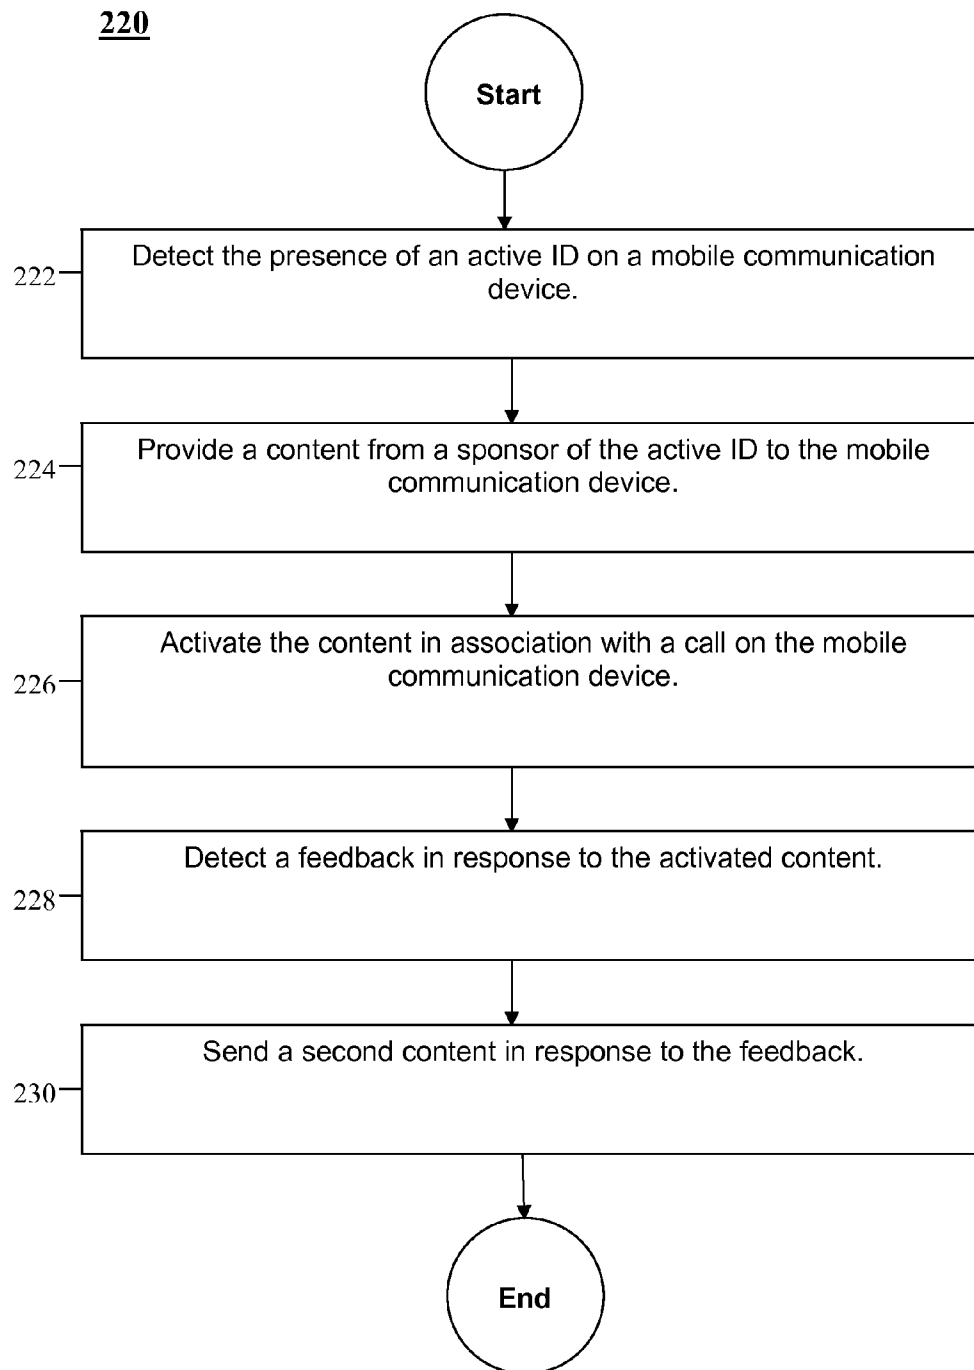 220
Start
222
Detect the presence of an active ID on a mobile communication
device.
224
Provide a content from a sponsor of the active ID to the mobile
communication device.
226
Activate the content in association with a call on the mobile
communication device.
228
Detect a feedback in response to the activated content.
230
Send a second content in response to the feedback.
End